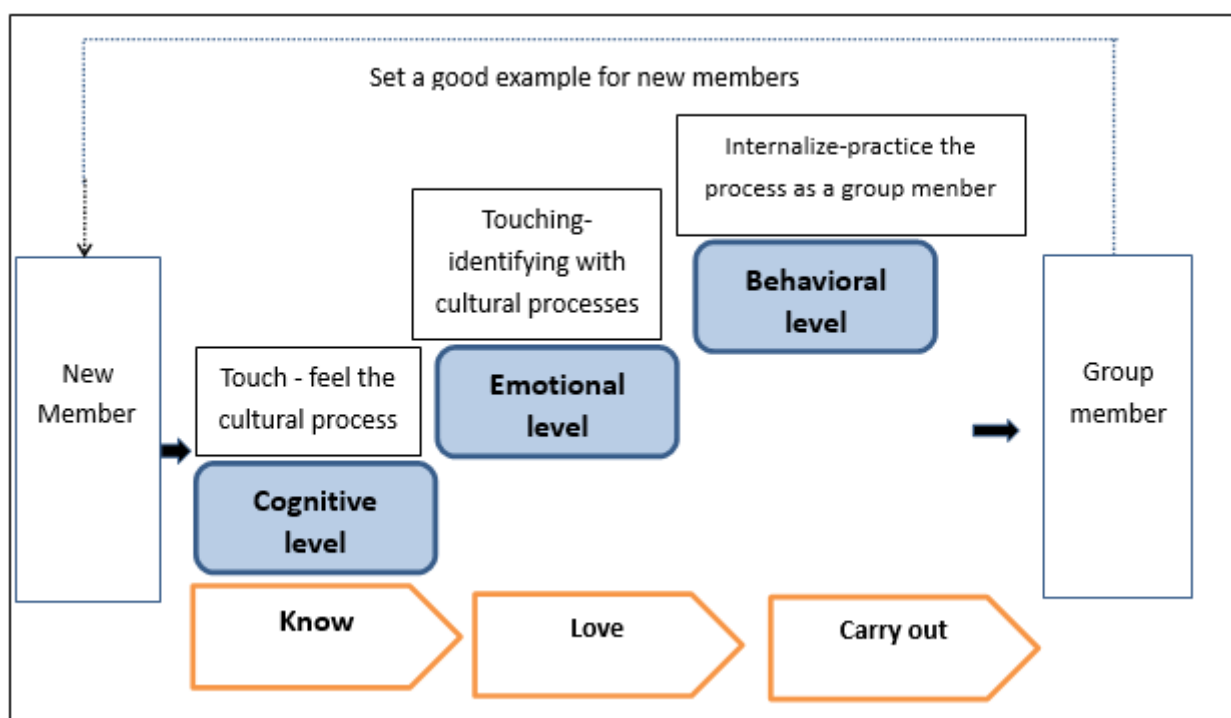 Set a good example for new members
Internalize-practice the
process as a group menber
Touching-
identifying with
cultural processes
Behavioral
level
New
Member
Touch - feel the
cultural process
Emotional
level
Group
member
Cognitive
level
Know
Love
Carry out